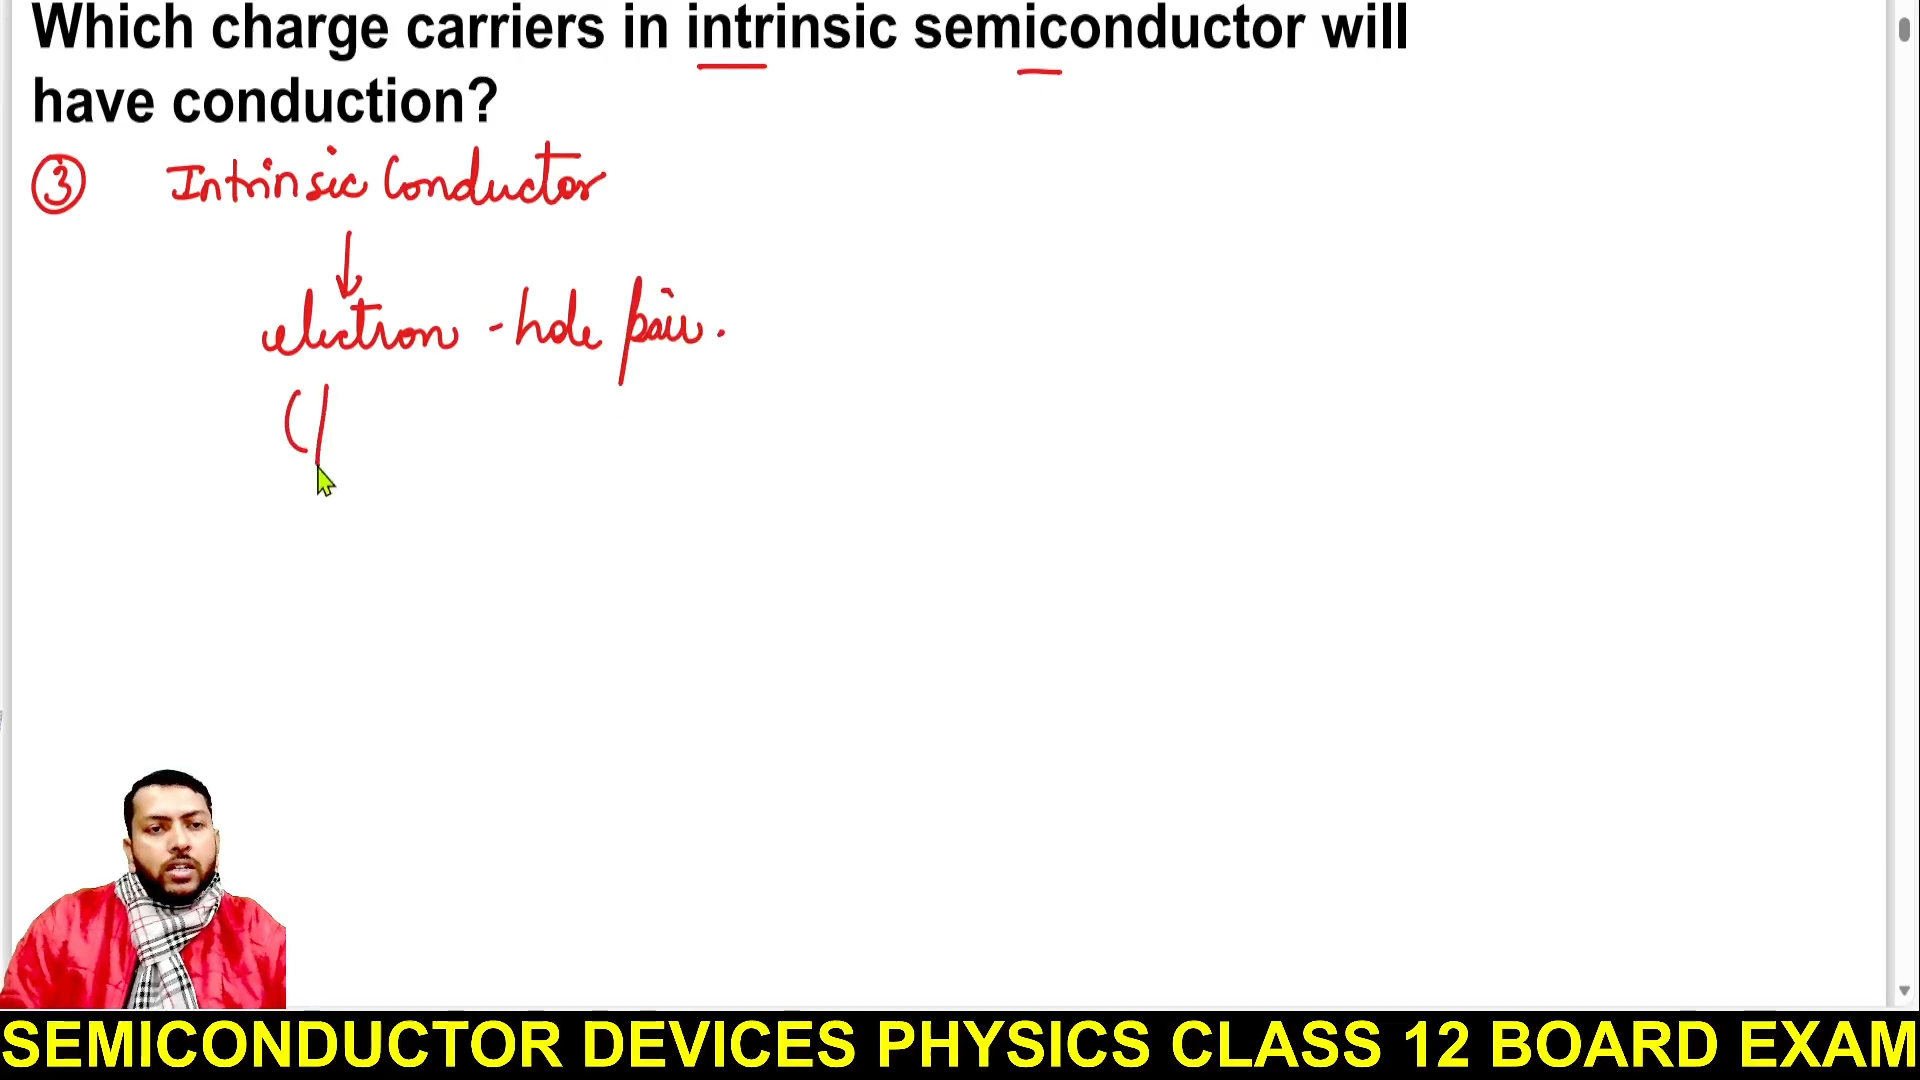 Which charge carriers in intrinsic semiconductor will
have conduction?
③ Intrinsic Conductor
electron - hole pair.
(
SEMICONDUCTOR DEVICES PHYSICS CLASS 12 BOARD EXAM